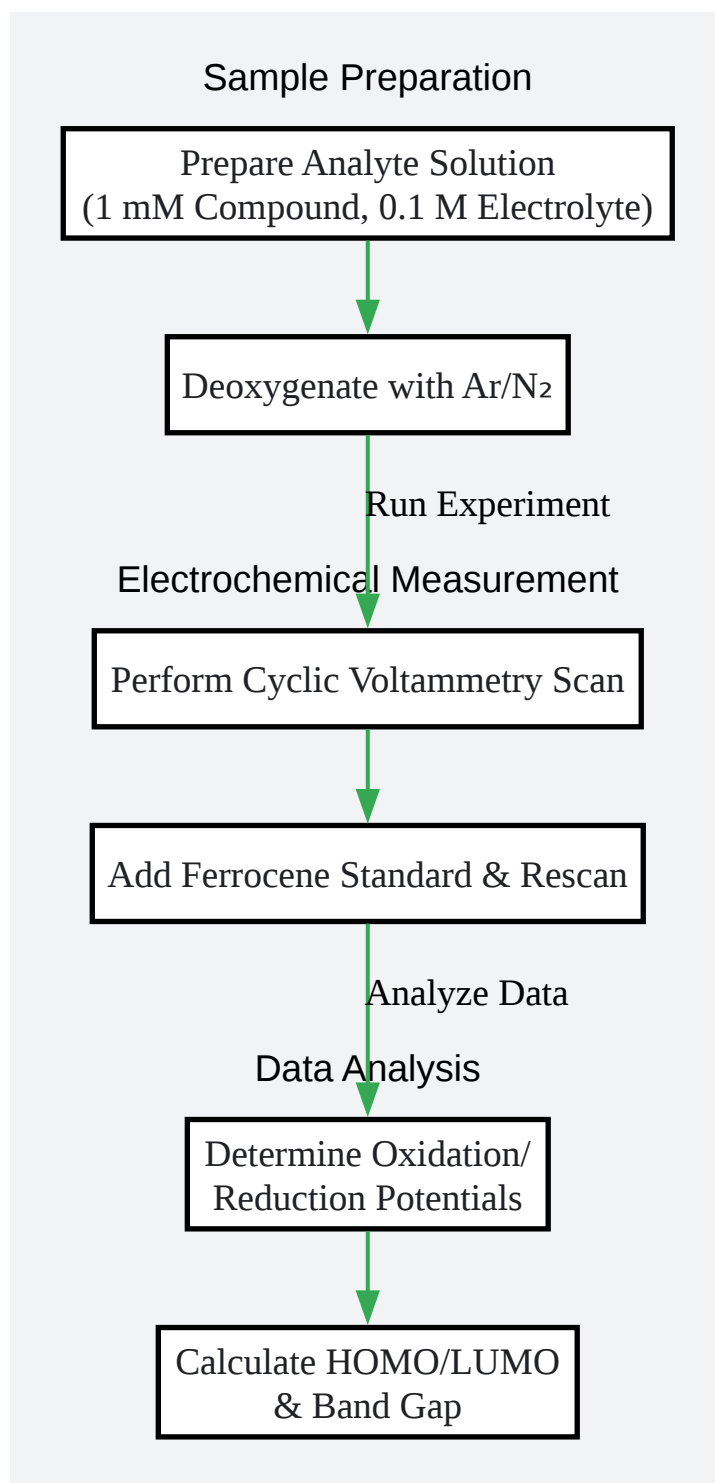 Sample Preparation
Prepare Analyte Solution
(1 mM Compound, 0.1 M Electrolyte)
Deoxygenate with Ar/N₂
Run Experiment
Electrochemical Measurement
Perform Cyclic Voltammetry Scan
Add Ferrocene Standard & Rescan
Analyze Data
Data Analysis
Determine Oxidation/
Reduction Potentials
Calculate HOMO/LUMO
& Band Gap